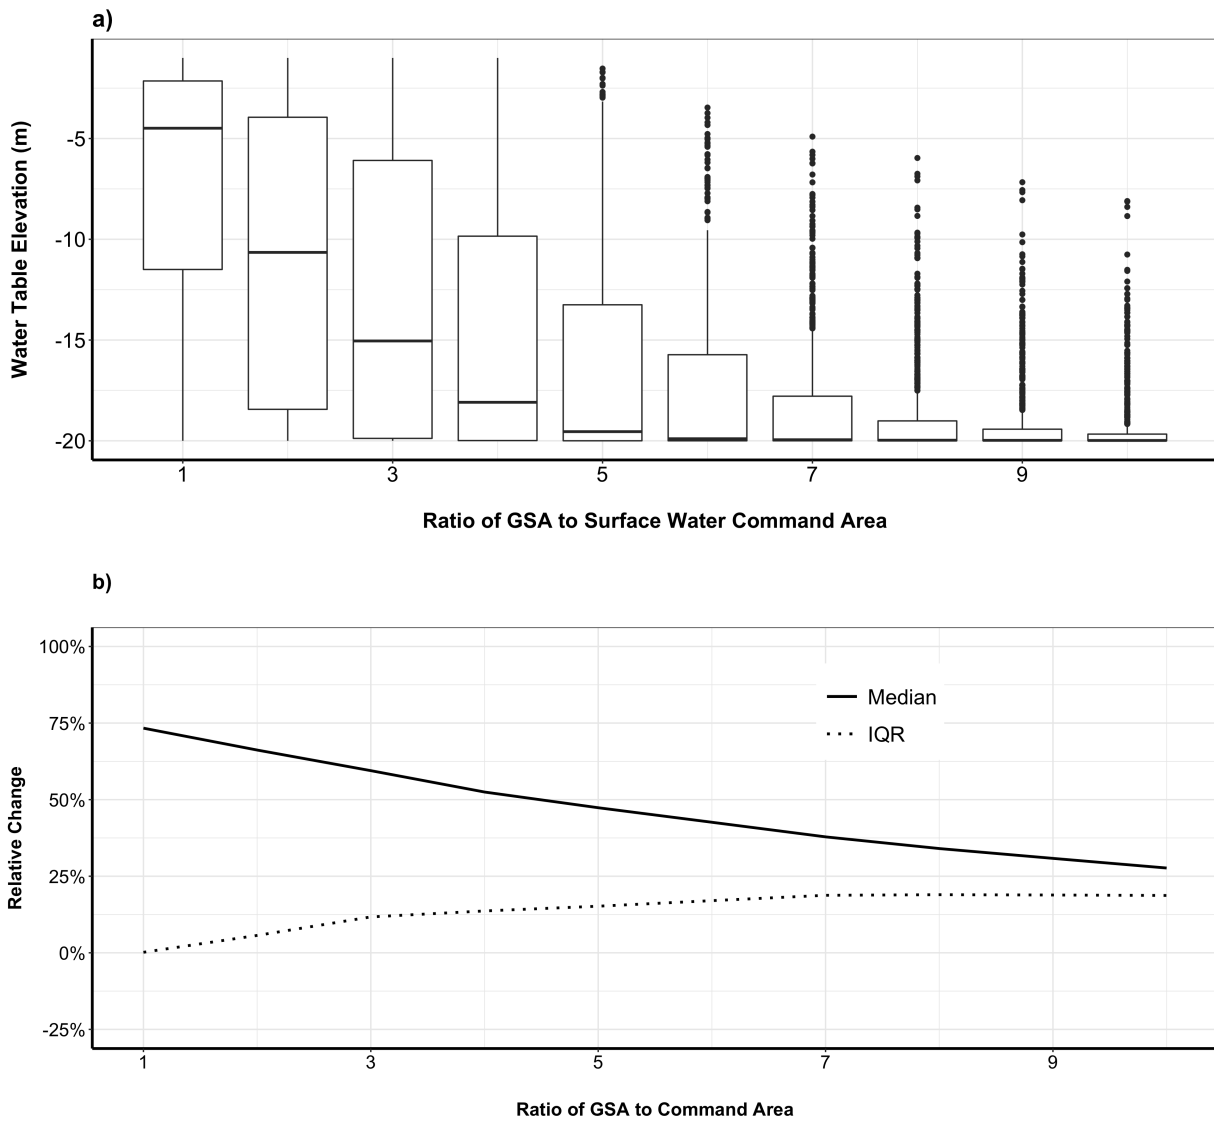 a)
Water Table Elevation (m)
-5
-10
-15
-20
1 3 5 7 9
Ratio of GSA to Surface Water Command Area
b)
Relative Change
100%
75%
50%
25%
0%
-25%
Median
IQR
1 3 5 7 9
Ratio of GSA to Command Area